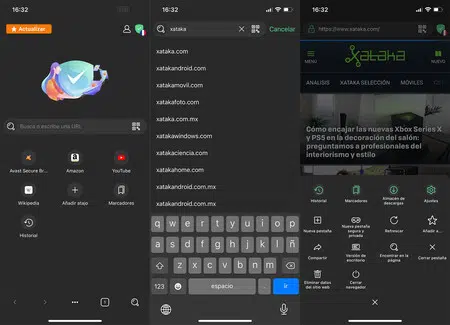 16:32
Actualizar
Busca o escribe una URL
Avast Secure Br...
Amazon
YouTube
Wikipedia
Añadir atajo
Marcadores
Historial
1
16:32
xataka
Cancelar
xataka.com
xatakandroid.com
xatakamovil.com
xatakafoto.com
xataka.com.mx
xatakawindows.com
xatakaciencia.com
xatakahome.com
xatakandroid.com.mx
xatakandroid.com.mx
q w e r t y u i o p
a s d f g h j k l ñ
z x c v b n m
123
espacio
.
ir
16:32
https://www.xataka.com/
MENÚ
xataka
NUEVO
ANÁLISIS
XATAKA SELECCIÓN
MÓVILES
Cómo encajar las nuevas Xbox Series X
y PS5 en la decoración del salón:
preguntamos a profesionales del
interiorismo y estilo
Historial
Marcadores
Almacén de
descargas
Ajustes
Nueva pestaña
Nueva pestaña
segura y
privada
Refrescar
Añadir a...
Compartir
Versión de
escritorio
Encontrar en la
página
Cerrar pestaña
Eliminar datos
del sitio web
Cerrar
navegador